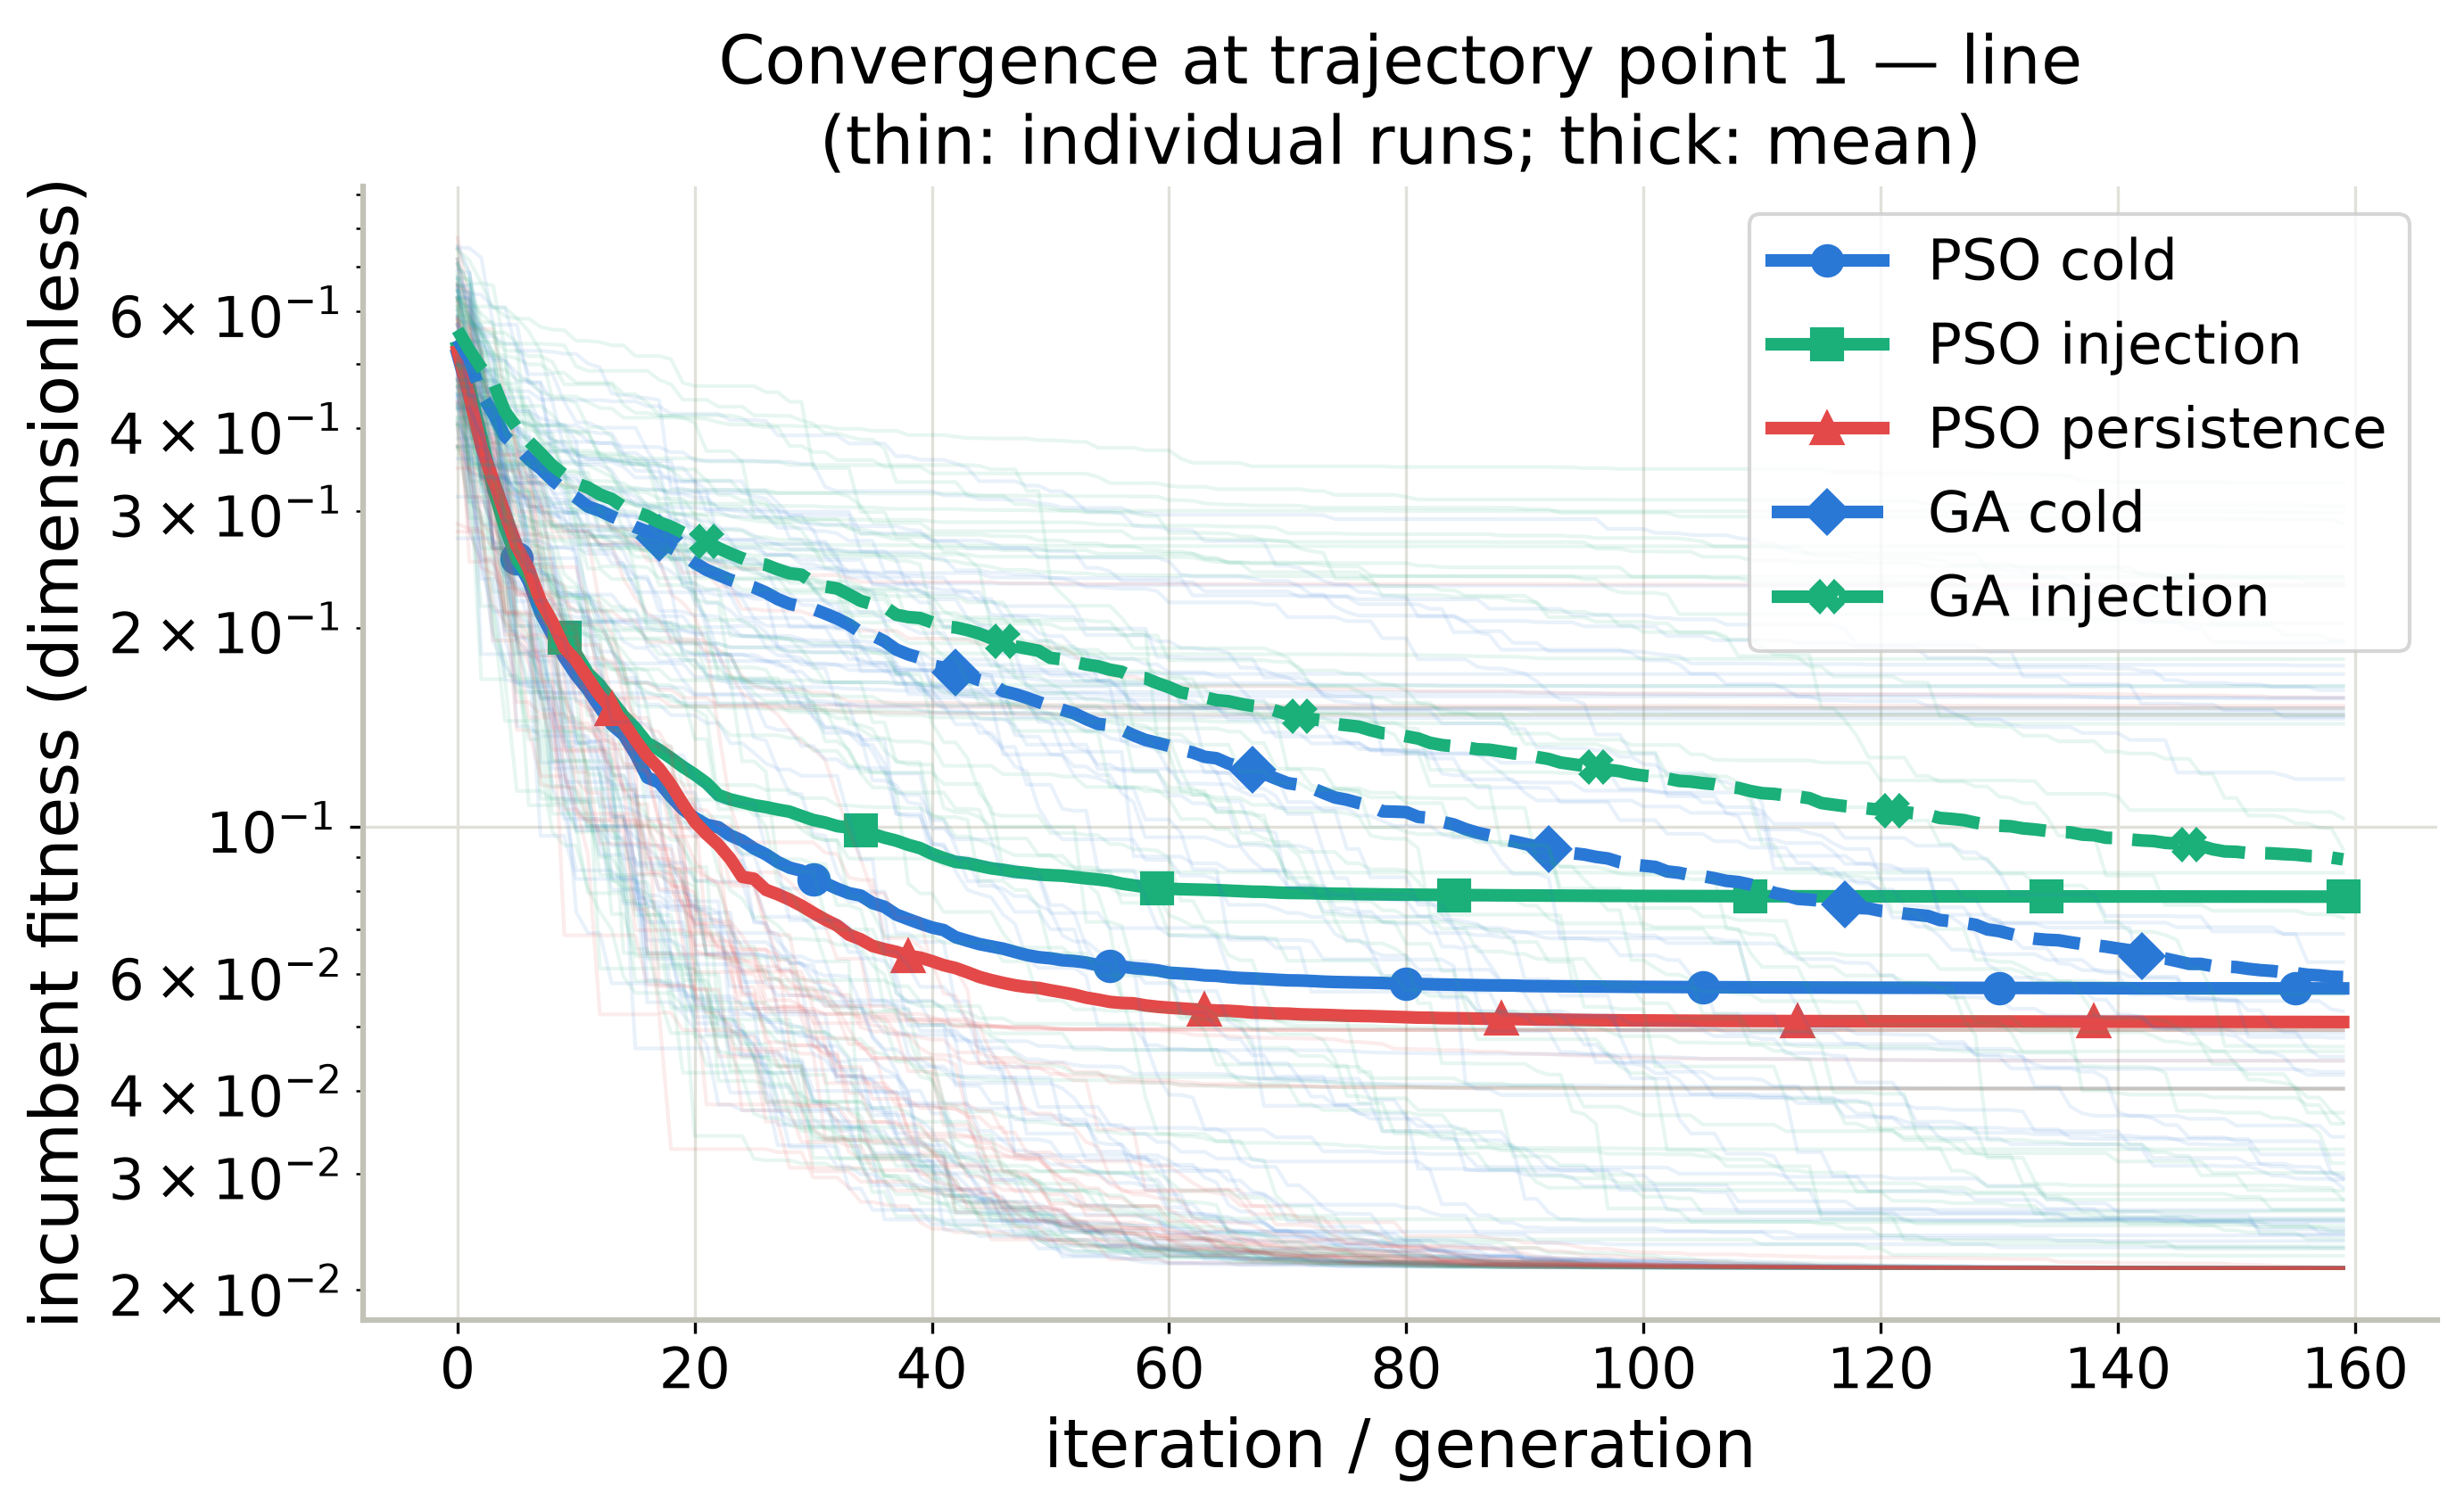 Convergence at trajectory point 1 — line
(thin: individual runs; thick: mean)
incumbent fitness (dimensionless)
6 × 10⁻¹
4 × 10⁻¹
3 × 10⁻¹
2 × 10⁻¹
10⁻¹
6 × 10⁻²
4 × 10⁻²
3 × 10⁻²
2 × 10⁻²
PSO cold
PSO injection
PSO persistence
GA cold
GA injection
0 20 40 60 80 100 120 140 160
iteration / generation